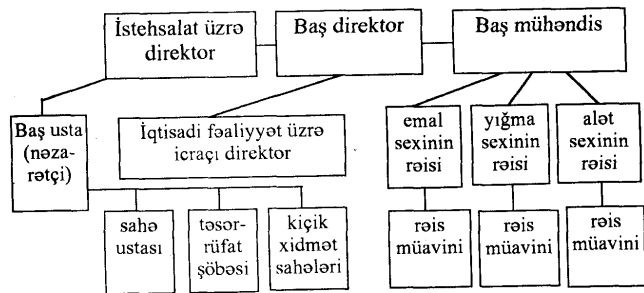 İstehsalat üzrə
direktor
Baş direktor
Baş mühəndis
Baş usta
(nəza-
rətçi)
İqtisadi fəaliyyət üzrə
icraçı direktor
emal
sexinin
rəisi
yığma
sexinin
rəisi
alət
sexinin
rəisi
sahə
ustası
təsər-
rüfat
şöbəsi
kiçik
xidmət
sahələri
rəis
müavini
rəis
müavini
rəis
müavini